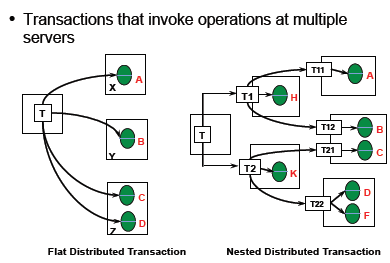 • Transactions that invoke operations at multiple
servers
T
A
X
B
Y
C
D
Z
T
T1
T2
T11
A
H
T12
B
T21
C
K
T22
D
F
Flat Distributed Transaction
Nested Distributed Transaction